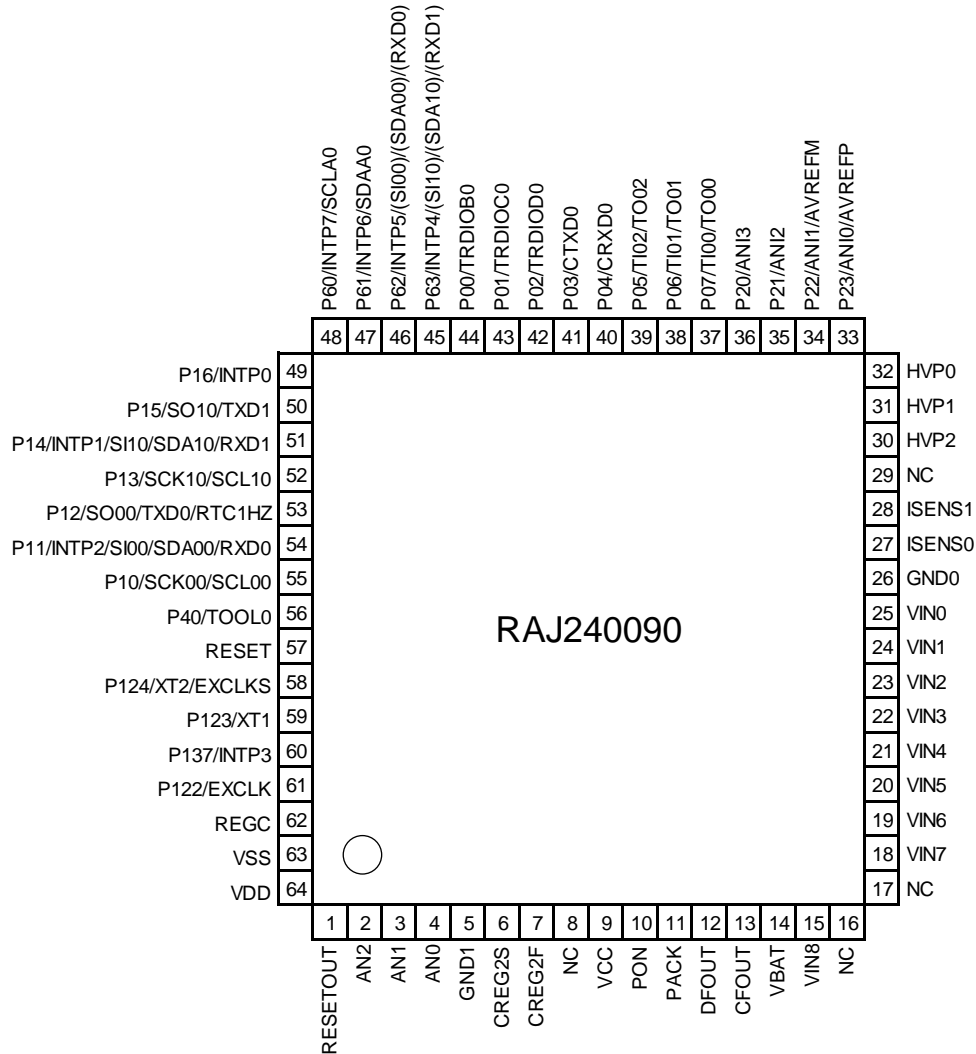 P60/INTP7/SCLA0
P61/INTP6/SDAA0
P62/INTP5/(SI00)/(SDA00)/(RXD0)
P63/INTP4/(SI10)/(SDA10)/(RXD1)
P00/TRDIOB0
P01/TRDIOC0
P02/TRDIOD0
P03/CTXD0
P04/CRXD0
P05/TI02/TO02
P06/TI01/TO01
P07/TI00/TO00
P20/ANI3
P21/ANI2
P22/ANI1/AVREFM
P23/ANI0/AVREFP
48 47 46 45 44 43 42 41 40 39 38 37 36 35 34 33
P16/INTP0 49
P15/SO10/TXD1 50
P14/INTP1/SI10/SDA10/RXD1 51
P13/SCK10/SCL10 52
P12/SO00/TXD0/RTC1HZ 53
P11/INTP2/SI00/SDA00/RXD0 54
P10/SCK00/SCL00 55
P40/TOOL0 56
RESET 57
P124/XT2/EXCLKS 58
P123/XT1 59
P137/INTP3 60
P122/EXCLK 61
REGC 62
VSS 63
VDD 64
RAJ240090
32 HVP0
31 HVP1
30 HVP2
29 NC
28 ISENS1
27 ISENS0
26 GND0
25 VIN0
24 VIN1
23 VIN2
22 VIN3
21 VIN4
20 VIN5
19 VIN6
18 VIN7
17 NC
1 2 3 4 5 6 7 8 9 10 11 12 13 14 15 16
RESETOUT
AN2
AN1
AN0
GND1
CREG2S
CREG2F
NC
VCC
PON
PACK
DFOUT
CFOUT
VBAT
VIN8
NC